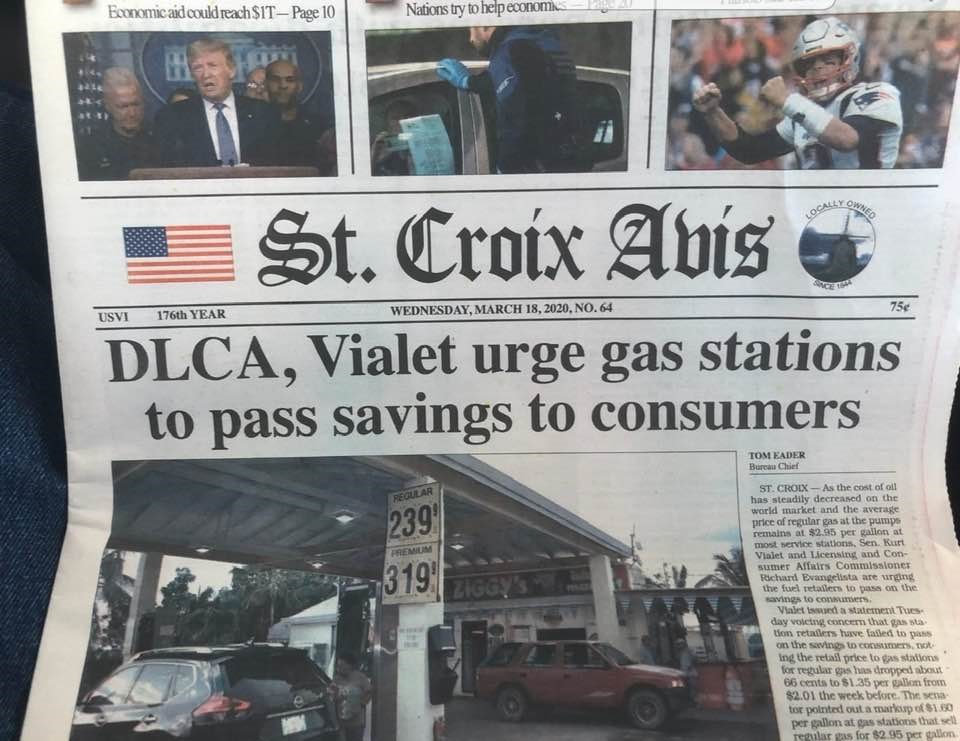 Economic aid could reach $1T — Page 10
Nations try to help economies — Page 20
St. Croix Avis
LOCALLY OWNED
SINCE 1844
USVI 176th YEAR WEDNESDAY, MARCH 18, 2020, NO. 64 75¢
DLCA, Vialet urge gas stations
to pass savings to consumers
REGULAR
239⁹
PREMIUM
319⁹
ZIGGY's
TOM EADER
Bureau Chief
ST. CROIX — As the cost of oil
has steadily decreased on the
world market and the average
price of regular gas at the pumps
remains at $2.95 per gallon at
most service stations, Sen. Kurt
Vialet and Licensing and Con-
sumer Affairs Commissioner
Richard Evangelista are urging
the fuel retailers to pass on the
savings to consumers.
Vialet issued a statement Tues-
day voicing concern that gas sta-
tion retailers have failed to pass
on the savings to consumers, not-
ing the retail price to gas stations
for regular gas has dropped about
66 cents to $1.35 per gallon from
$2.01 the week before. The sena-
tor pointed out a markup of $1.60
per gallon at gas stations that sell
regular gas for $2.95 per gallon.